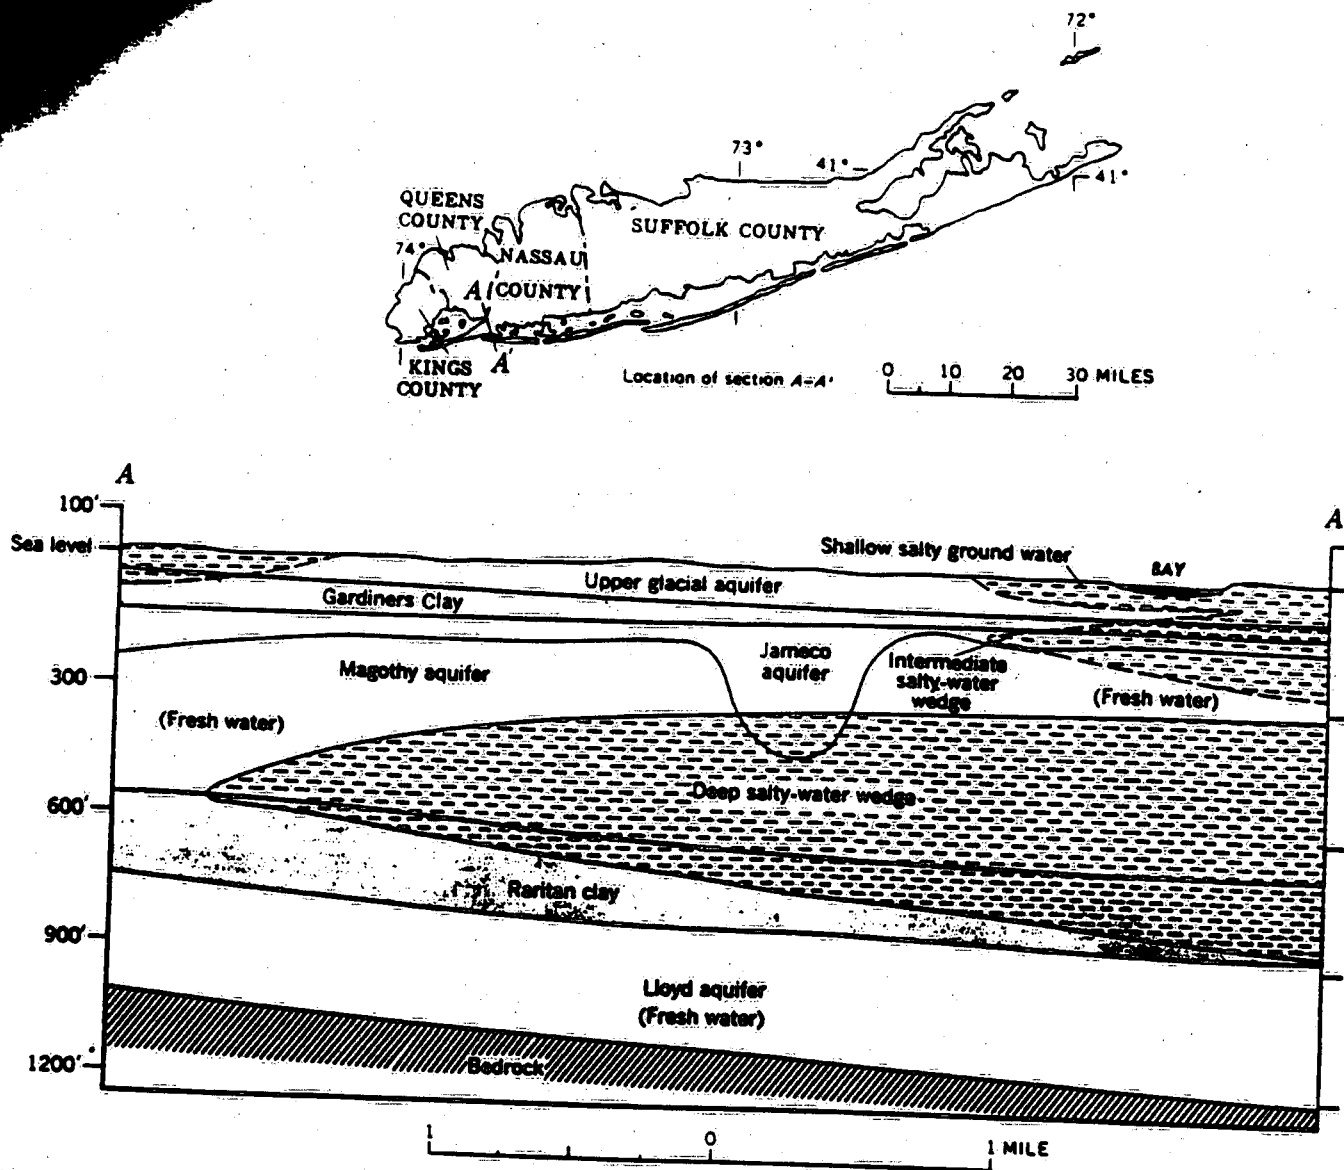 72°
73°
41°
41°
QUEENS
COUNTY
SUFFOLK COUNTY
74°
NASSAU
COUNTY
A
A'
KINGS
COUNTY
Location of section A-A'
0 10 20 30 MILES
A
A
100'
Sea level
Shallow salty ground water
BAY
Upper glacial aquifer
Gardiners Clay
Jameco
aquifer
Intermediate
salty-water
wedge
300
Magothy aquifer
(Fresh water)
(Fresh water)
Deep salty-water wedge
600'
Raritan clay
900'
Lloyd aquifer
(Fresh water)
1200'
Bedrock
1 0 1 MILE